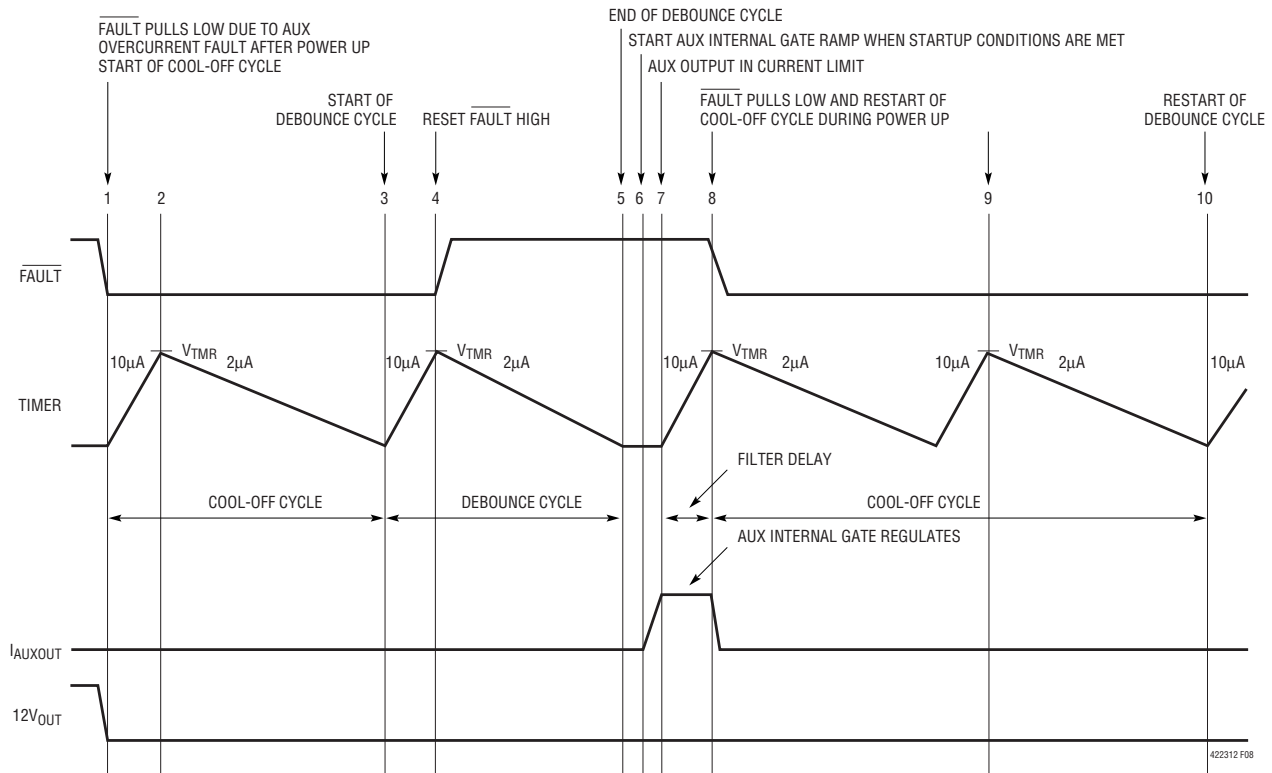 FAULT PULLS LOW DUE TO AUX
OVERCURRENT FAULT AFTER POWER UP
START OF COOL-OFF CYCLE
START OF
DEBOUNCE CYCLE
RESET FAULT HIGH
END OF DEBOUNCE CYCLE
START AUX INTERNAL GATE RAMP WHEN STARTUP CONDITIONS ARE MET
AUX OUTPUT IN CURRENT LIMIT
FAULT PULLS LOW AND RESTART OF
COOL-OFF CYCLE DURING POWER UP
RESTART OF
DEBOUNCE CYCLE
1 2 3 4 5 6 7 8 9 10
FAULT
TIMER
10µA VTMR 2µA 10µA VTMR 2µA 10µA VTMR 2µA 10µA VTMR 2µA 10µA
FILTER DELAY
COOL-OFF CYCLE DEBOUNCE CYCLE COOL-OFF CYCLE
AUX INTERNAL GATE REGULATES
IAUXOUT
12VOUT
422312 F08